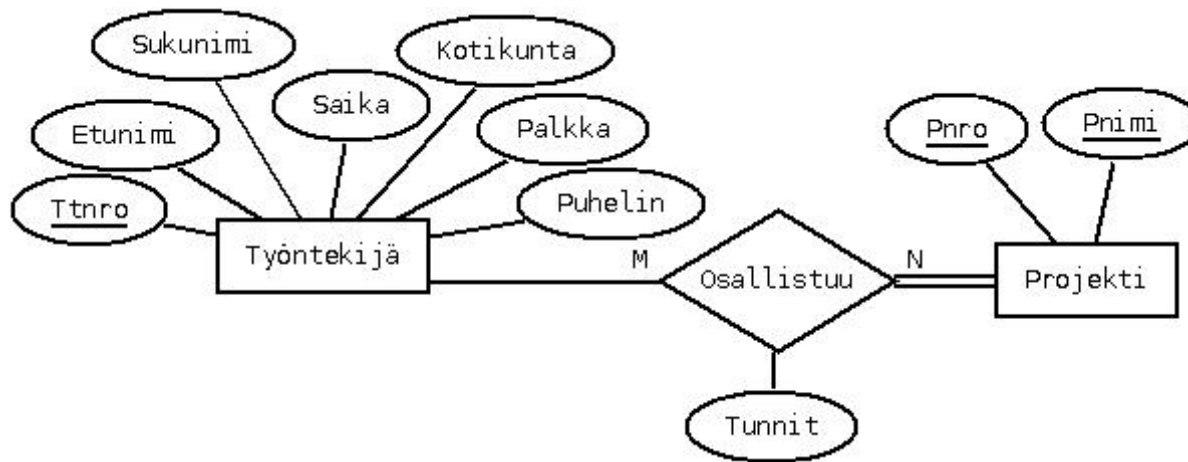 Sukunimi
Kotikunta
Saika
Etunimi
Palkka
Pnro
Pnimi
Ttnro
Puhelin
Työntekijä
M
Osallistuu
N
Projekti
Tunnit